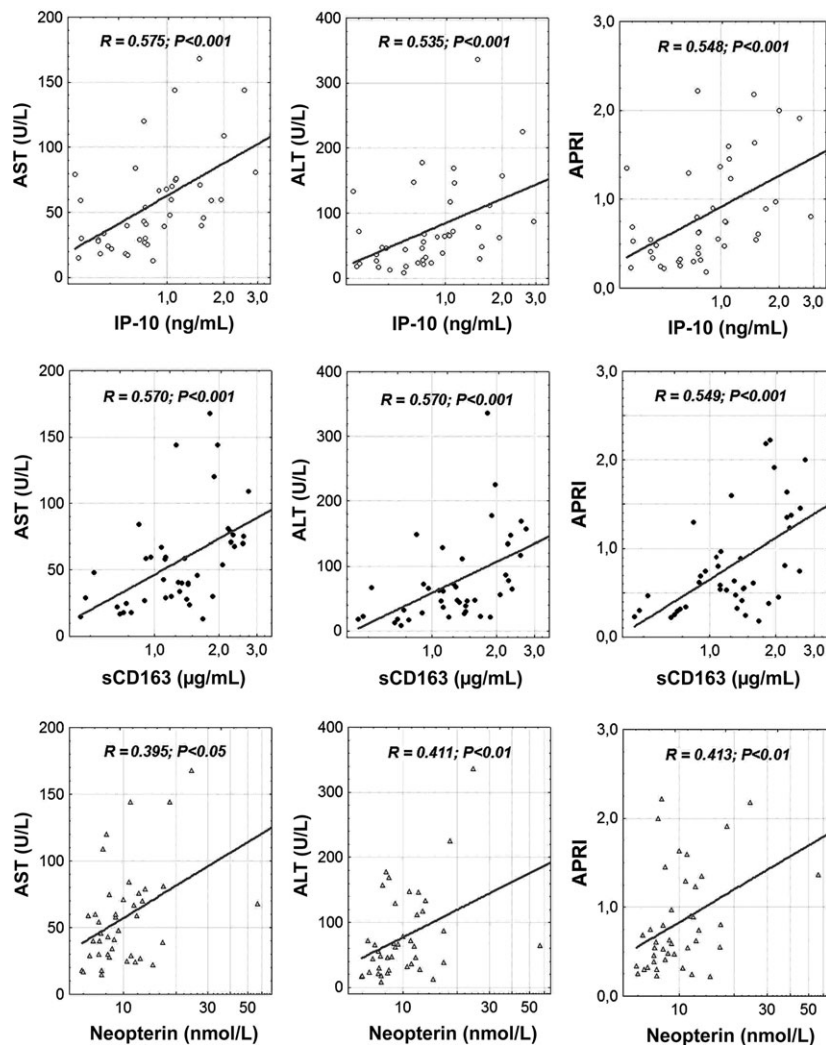 R = 0.575; P<0.001
AST (U/L)
200
150
100
50
0
1,0 2,0 3,0
IP-10 (ng/mL)
R = 0.535; P<0.001
ALT (U/L)
400
300
200
100
0
1,0 2,0 3,0
IP-10 (ng/mL)
R = 0.548; P<0.001
APRI
3,0
2,0
1,0
0,0
1,0 2,0 3,0
IP-10 (ng/mL)
R = 0.570; P<0.001
AST (U/L)
200
150
100
50
0
1,0 2,0 3,0
sCD163 (µg/mL)
R = 0.570; P<0.001
ALT (U/L)
400
300
200
100
0
1,0 2,0 3,0
sCD163 (µg/mL)
R = 0.549; P<0.001
APRI
3,0
2,0
1,0
0,0
1,0 2,0 3,0
sCD163 (µg/mL)
R = 0.395; P<0.05
AST (U/L)
200
150
100
50
0
10 30 50
Neopterin (nmol/L)
R = 0.411; P<0.01
ALT (U/L)
400
300
200
100
0
10 30 50
Neopterin (nmol/L)
R = 0.413; P<0.01
APRI
3,0
2,0
1,0
0,0
10 30 50
Neopterin (nmol/L)